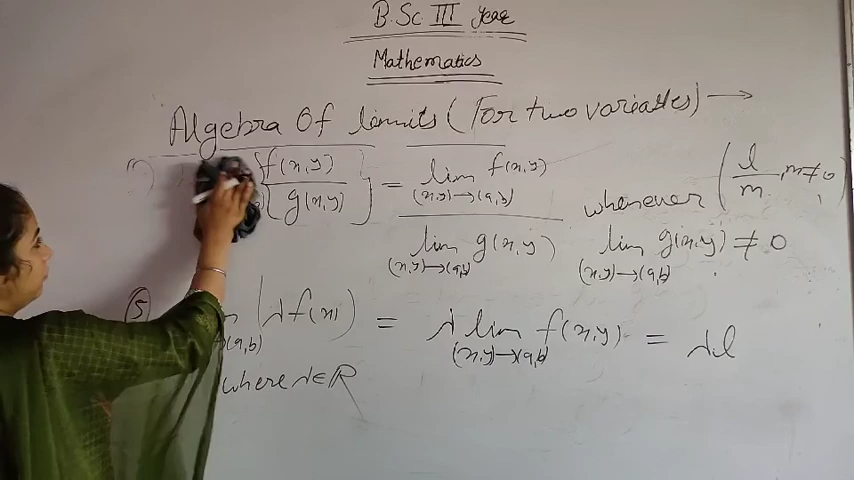 B.Sc III year
Mathematics
Algebra Of limits (For two variables) →
f(x,y) / g(x,y) ] = lim (x,y)→(a,b) f(x,y) / lim (x,y)→(a,b) g(x,y) whenever ( l/m , m≠0
lim (x,y)→(a,b) g(x,y) ≠ 0
(5) (λ f(x)) = λ lim (x,y)→(a,b) f(x,y) = λl
(a,b)
where λ∈R